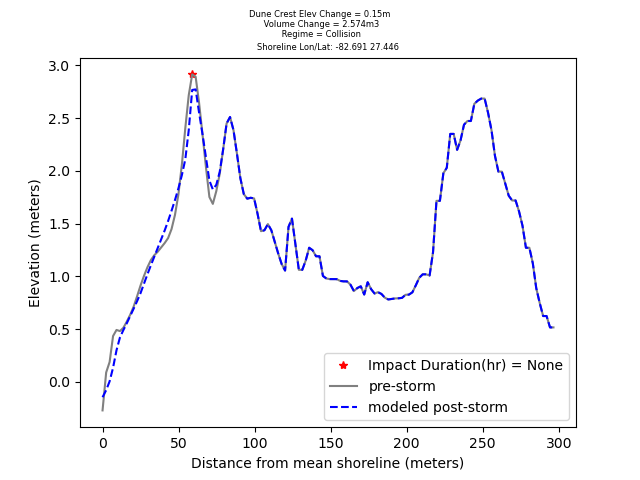 Dune Crest Elev Change = 0.15m
Volume Change = 2.574m3
Regime = Collision
Shoreline Lon/Lat: -82.691 27.446
3.0
2.5
2.0
1.5
1.0
0.5
0.0
Elevation (meters)
Impact Duration(hr) = None
pre-storm
modeled post-storm
0 50 100 150 200 250 300
Distance from mean shoreline (meters)